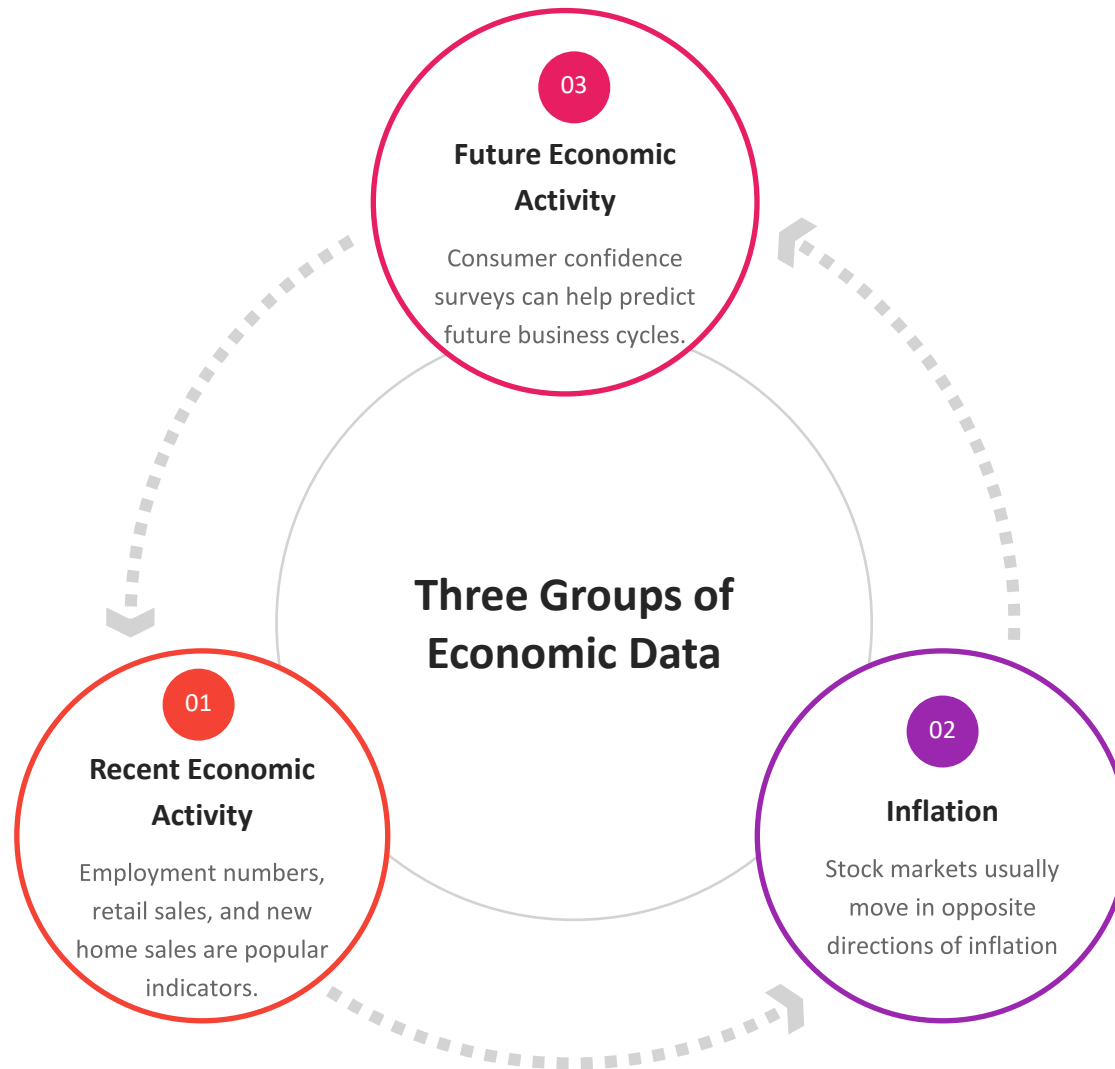 03
Future Economic
Activity
Consumer confidence
surveys can help predict
future business cycles.
Three Groups of
Economic Data
01
Recent Economic
Activity
Employment numbers,
retail sales, and new
home sales are popular
indicators.
02
Inflation
Stock markets usually
move in opposite
directions of inflation